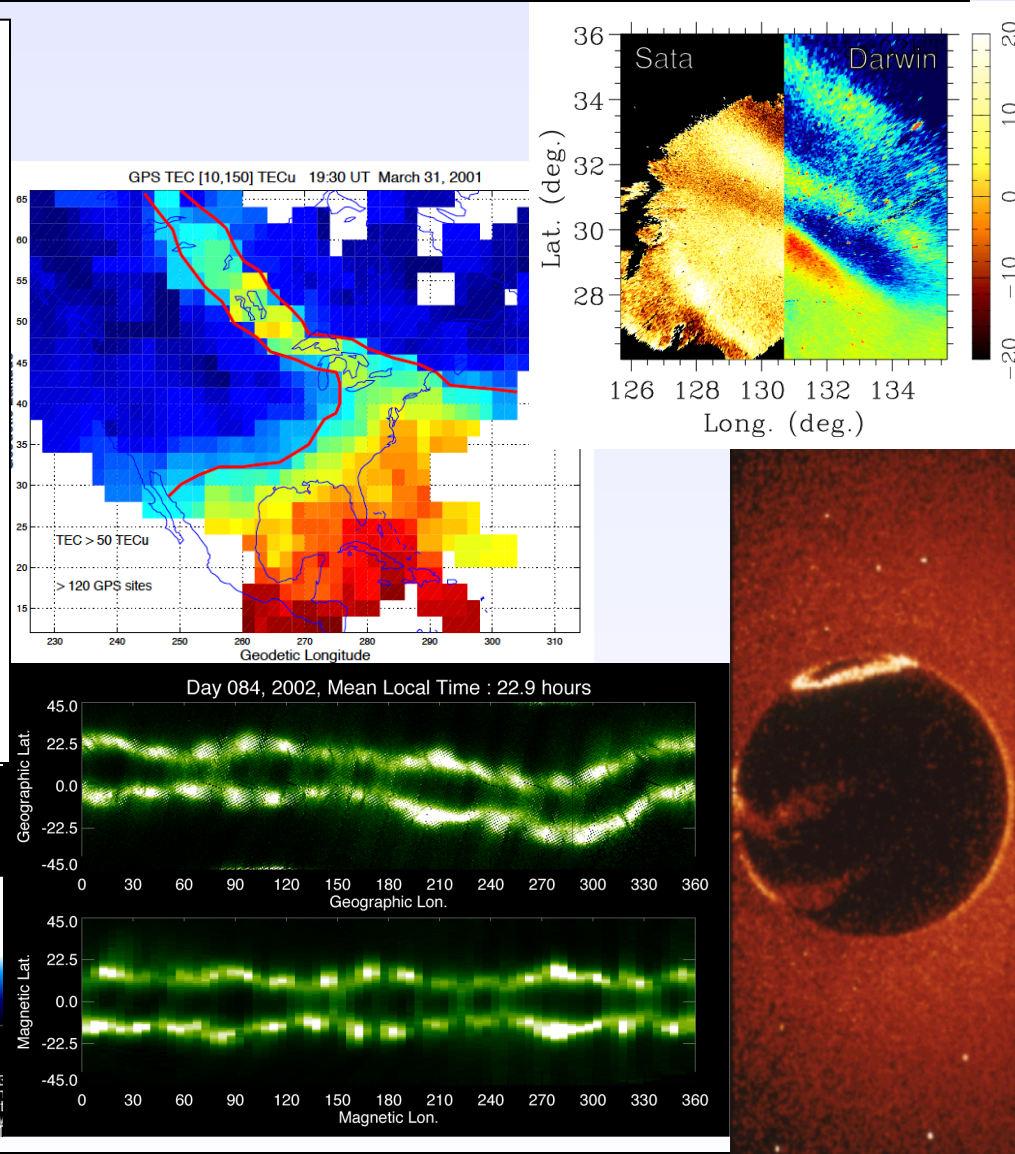 Sata
Darwin
36
34
32
30
28
Lat. (deg.)
126 128 130 132 134
Long. (deg.)
20
10
0
−10
−20
GPS TEC [10,150] TECu 19:30 UT March 31, 2001
65
60
55
50
45
40
35
30
25
20
15
TEC > 50 TECu
> 120 GPS sites
230 240 250 260 270 280 290 300 310
Geodetic Longitude
Day 084, 2002, Mean Local Time : 22.9 hours
45.0
22.5
0.0
-22.5
-45.0
Geographic Lat.
0 30 60 90 120 150 180 210 240 270 300 330 360
Geographic Lon.
45.0
22.5
0.0
-22.5
-45.0
Magnetic Lat.
0 30 60 90 120 150 180 210 240 270 300 330 360
Magnetic Lon.